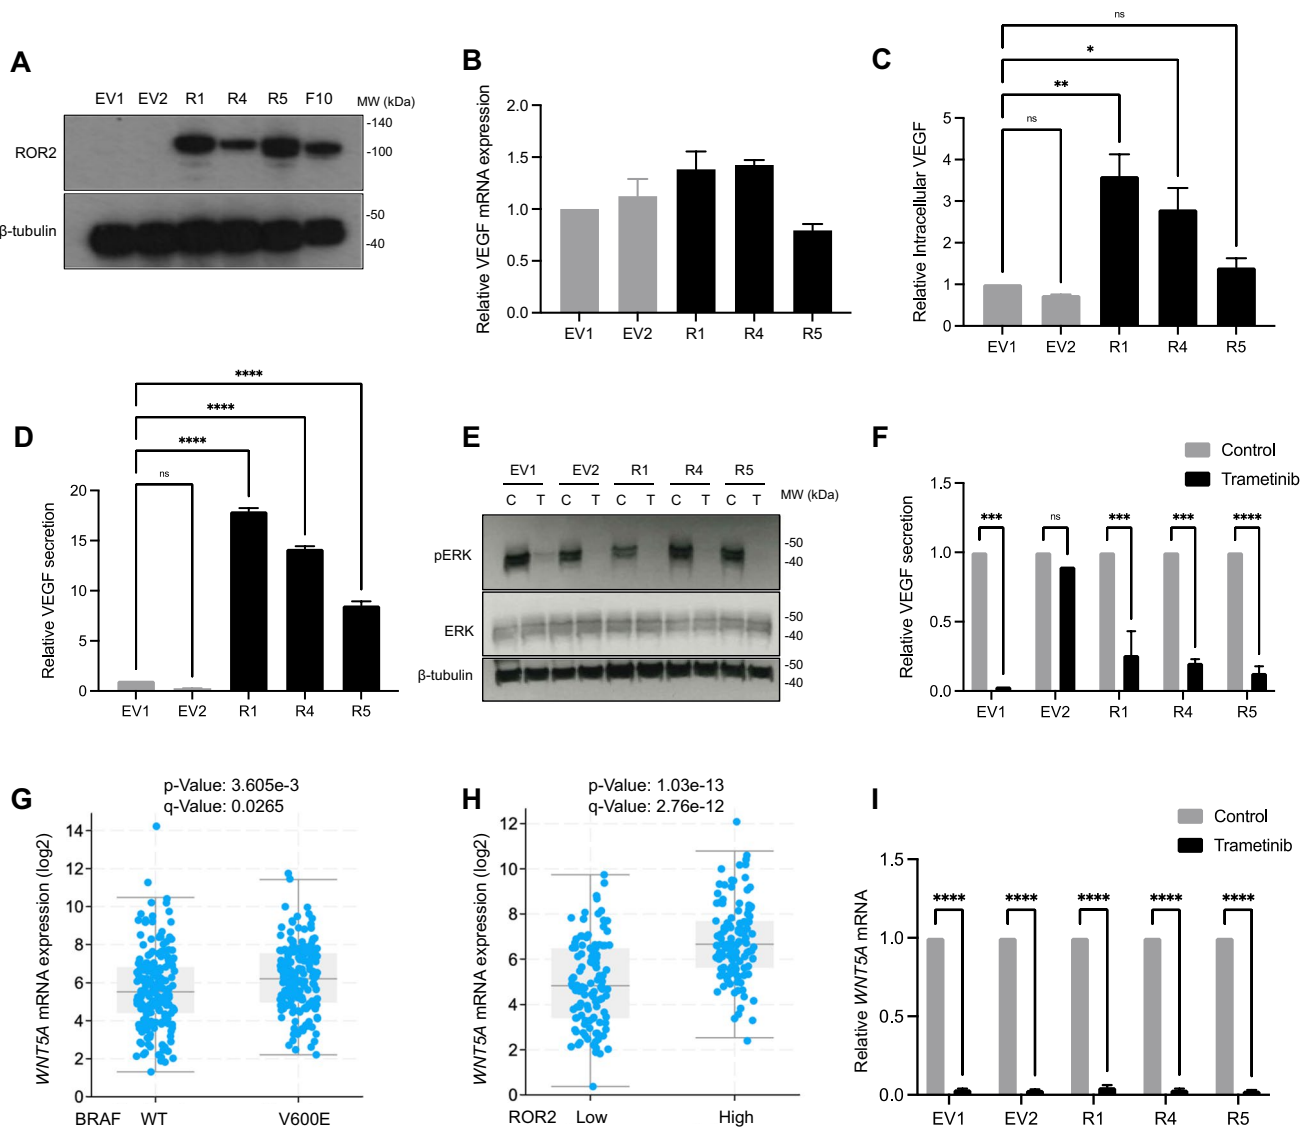 A
EV1 EV2 R1 R4 R5 F10 MW (kDa)
ROR2
-140
-100
β-tubulin
-50
-40
B
Relative VEGF mRNA expression
2.0
1.5
1.0
0.5
0.0
EV1 EV2 R1 R4 R5
C
ns
*
**
ns
Relative Intracellular VEGF
5
4
3
2
1
0
EV1 EV2 R1 R4 R5
D
****
****
****
ns
Relative VEGF secretion
20
15
10
5
0
EV1 EV2 R1 R4 R5
E
EV1 EV2 R1 R4 R5
C T C T C T C T C T MW (kDa)
pERK
-50
-40
ERK
-50
-40
β-tubulin
-50
-40
F
Control
Trametinib
Relative VEGF secretion
1.5
1.0
0.5
0.0
*** ns *** *** ****
EV1 EV2 R1 R4 R5
G
p-Value: 3.605e-3
q-Value: 0.0265
WNT5A mRNA expression (log2)
14
12
10
8
6
4
2
0
BRAF WT V600E
H
p-Value: 1.03e-13
q-Value: 2.76e-12
WNT5A mRNA expression (log2)
12
10
8
6
4
2
0
ROR2 Low High
I
Control
Trametinib
Relative WNT5A mRNA
1.5
1.0
0.5
0.0
**** **** **** **** ****
EV1 EV2 R1 R4 R5